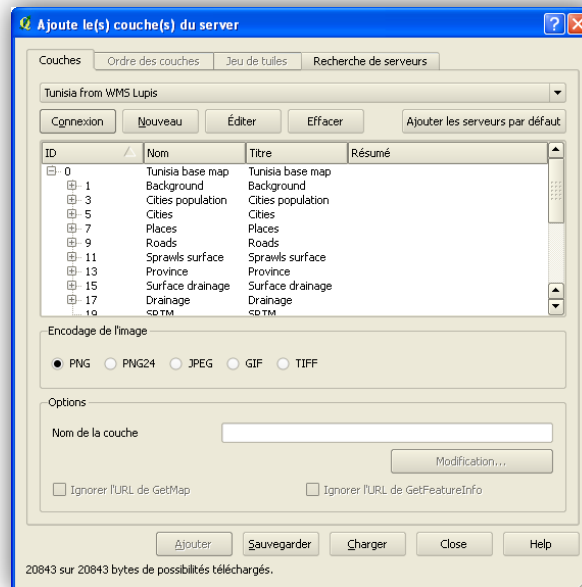 Ajoute le(s) couche(s) du server
Couches Ordre des couches Jeu de tuiles Recherche de serveurs
Tunisia from WMS Lupis
Connexion Nouveau Éditer Effacer Ajouter les serveurs par défaut
ID Nom Titre Résumé
0 Tunisia base map Tunisia base map
1 Background Background
3 Cities population Cities population
5 Cities Cities
7 Places Places
9 Roads Roads
11 Sprawls surface Sprawls surface
13 Province Province
15 Surface drainage Surface drainage
17 Drainage Drainage
19 SRTM SRTM
Encodage de l'image
PNG PNG24 JPEG GIF TIFF
Options
Nom de la couche
Modification...
Ignorer l'URL de GetMap Ignorer l'URL de GetFeatureInfo
Ajouter Sauvegarder Charger Close Help
20843 sur 20843 bytes de possibilités téléchargés.